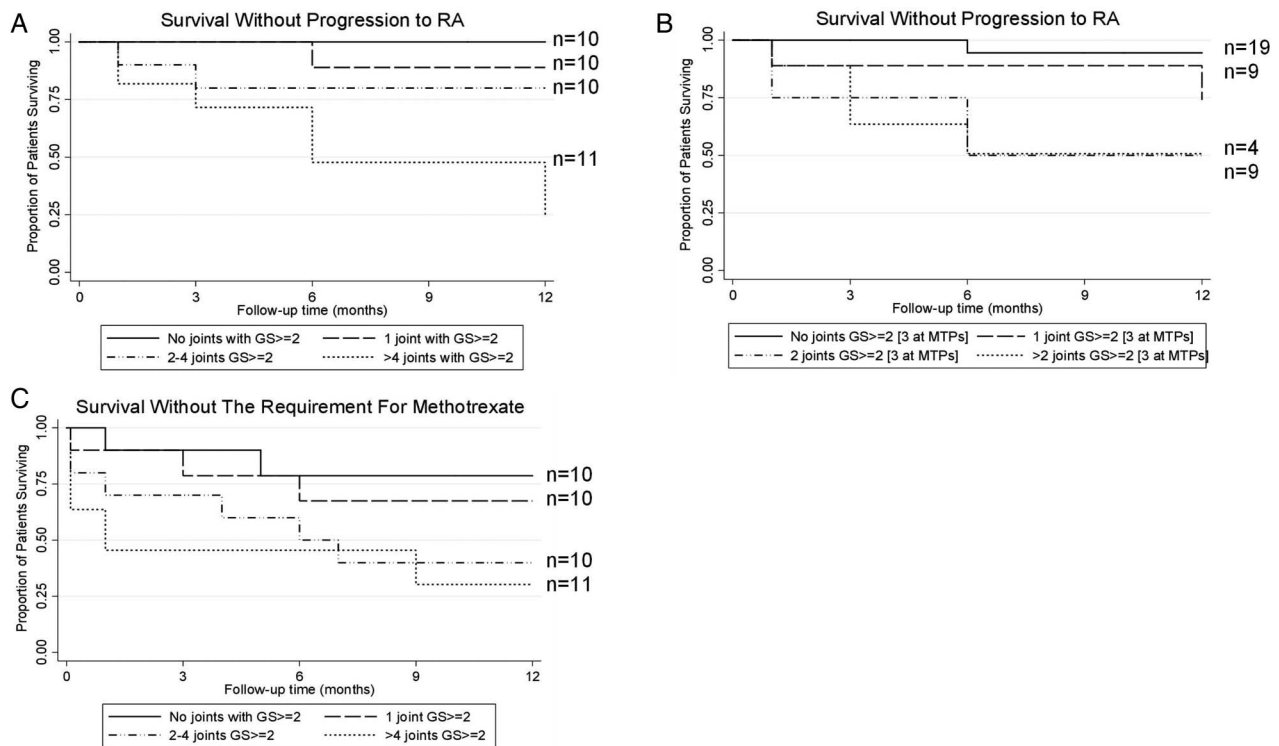 A
Survival Without Progression to RA
Proportion of Patients Surviving
1.00
0.75
0.50
0.25
0.00
n=10
n=10
n=10
n=11
0 3 6 9 12
Follow-up time (months)
No joints with GS>=2 1 joint with GS>=2
2-4 joints GS>=2 >4 joints with GS>=2
B
Survival Without Progression to RA
Proportion of Patients Surviving
1.00
0.75
0.50
0.25
0.00
n=19
n=9
n=4
n=9
0 3 6 9 12
Follow-up time (months)
No joints GS>=2 [3 at MTPs] 1 joint GS>=2 [3 at MTPs]
2 joints GS>=2 [3 at MTPs] >2 joints GS>=2 [3 at MTPs]
C
Survival Without The Requirement For Methotrexate
Proportion of Patients Surviving
1.00
0.75
0.50
0.25
0.00
n=10
n=10
n=10
n=11
0 3 6 9 12
Follow-up time (months)
No joints with GS>=2 1 joint GS>=2
2-4 joints GS>=2 >4 joints with GS>=2